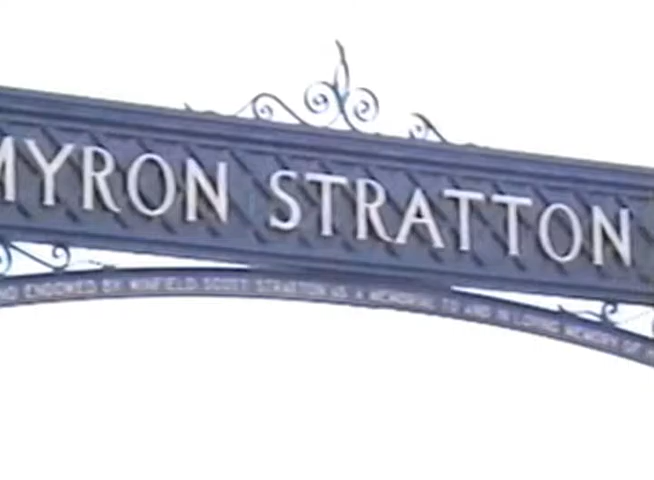 MYRON STRATTON
ENDOWED BY WINFIELD SCOTT STRATTON AS A MEMORIAL TO AND IN LOVING MEMORY OF